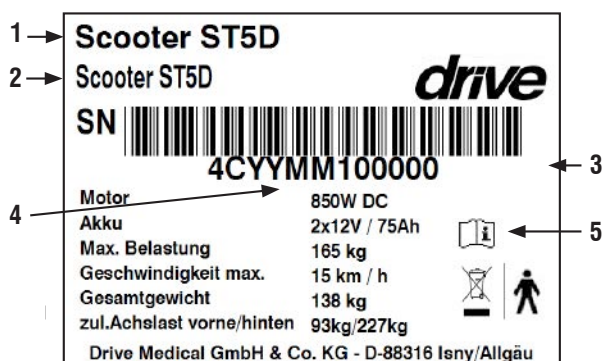 1 Scooter ST5D
2 Scooter ST5D
drive
SN
4CYYMM100000
3
4
Motor 850W DC
Akku 2x12V / 75Ah
5
Max. Belastung 165 kg
Geschwindigkeit max. 15 km / h
Gesamtgewicht 138 kg
zul.Achslast vorne/hinten 93kg/227kg
Drive Medical GmbH & Co. KG - D-88316 Isny/Allgäu